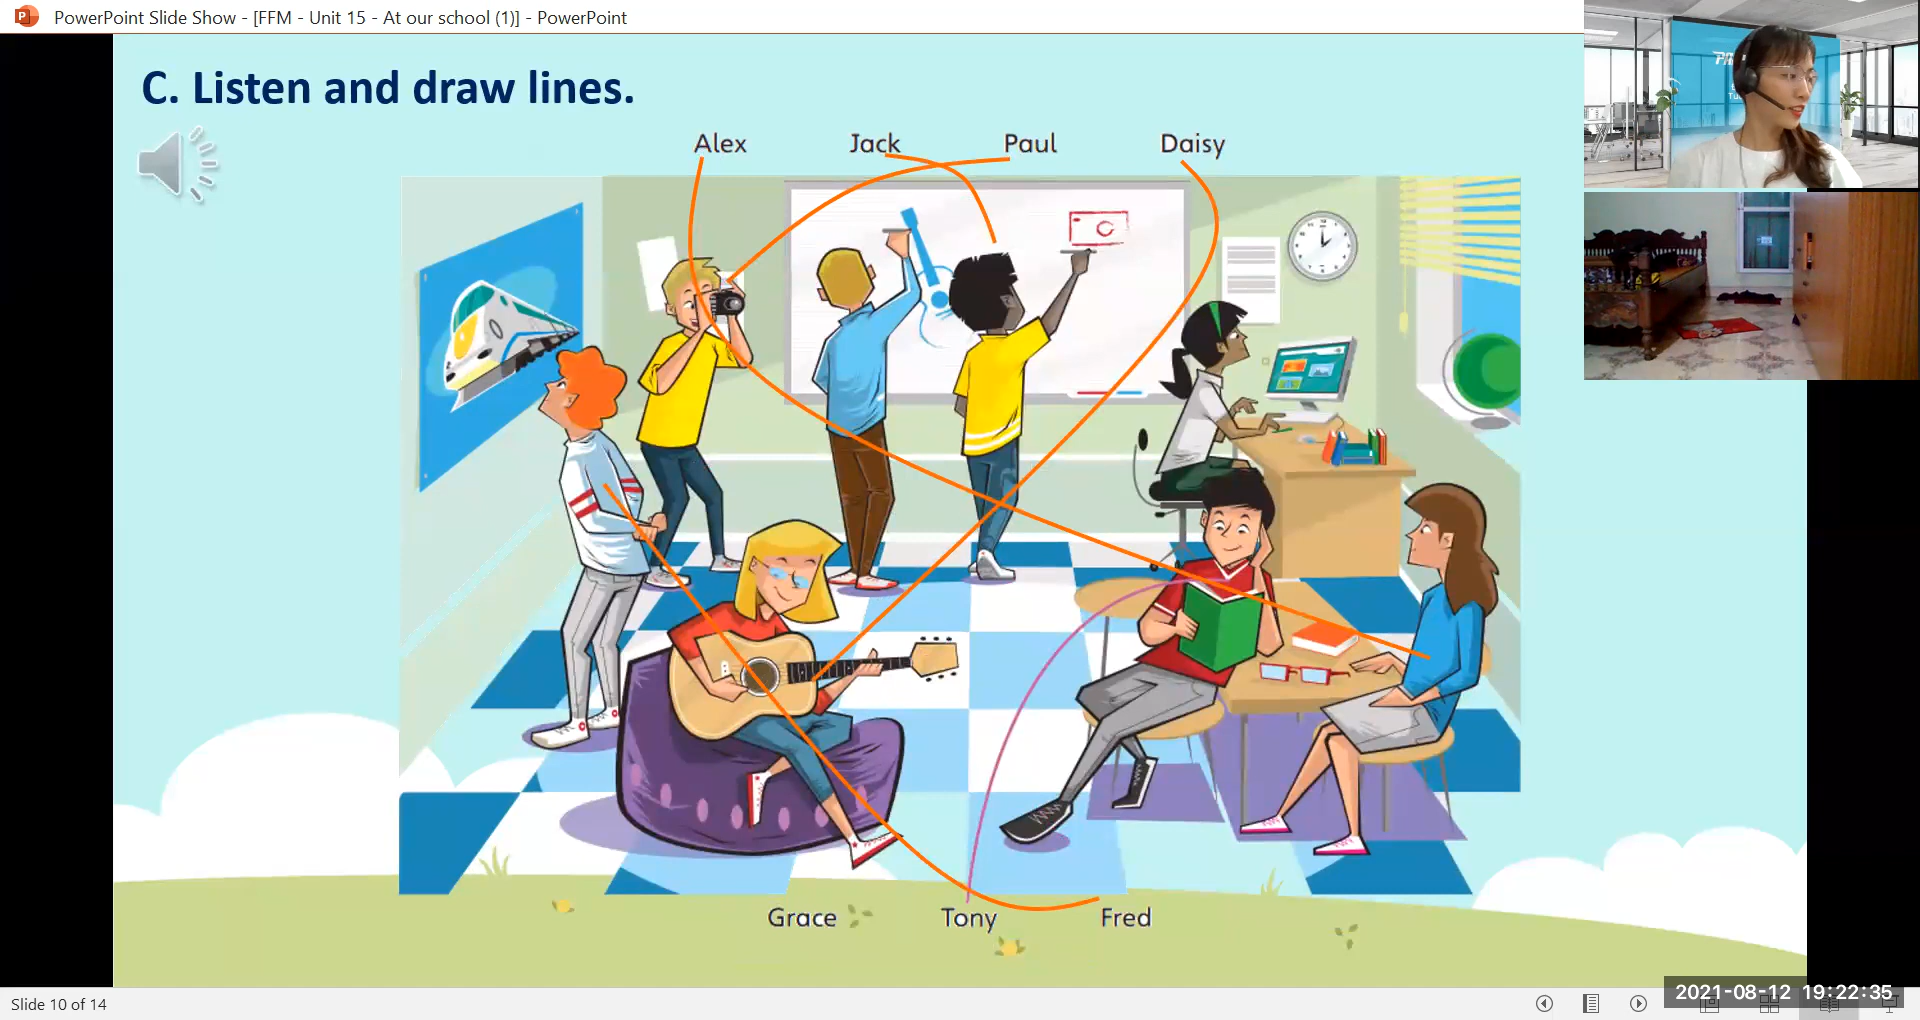 PowerPoint Slide Show - [FFM - Unit 15 - At our school (1)] - PowerPoint
C. Listen and draw lines.
Alex Jack Paul Daisy
Grace Tony Fred
Slide 10 of 14
2021-08-12 19:22:35